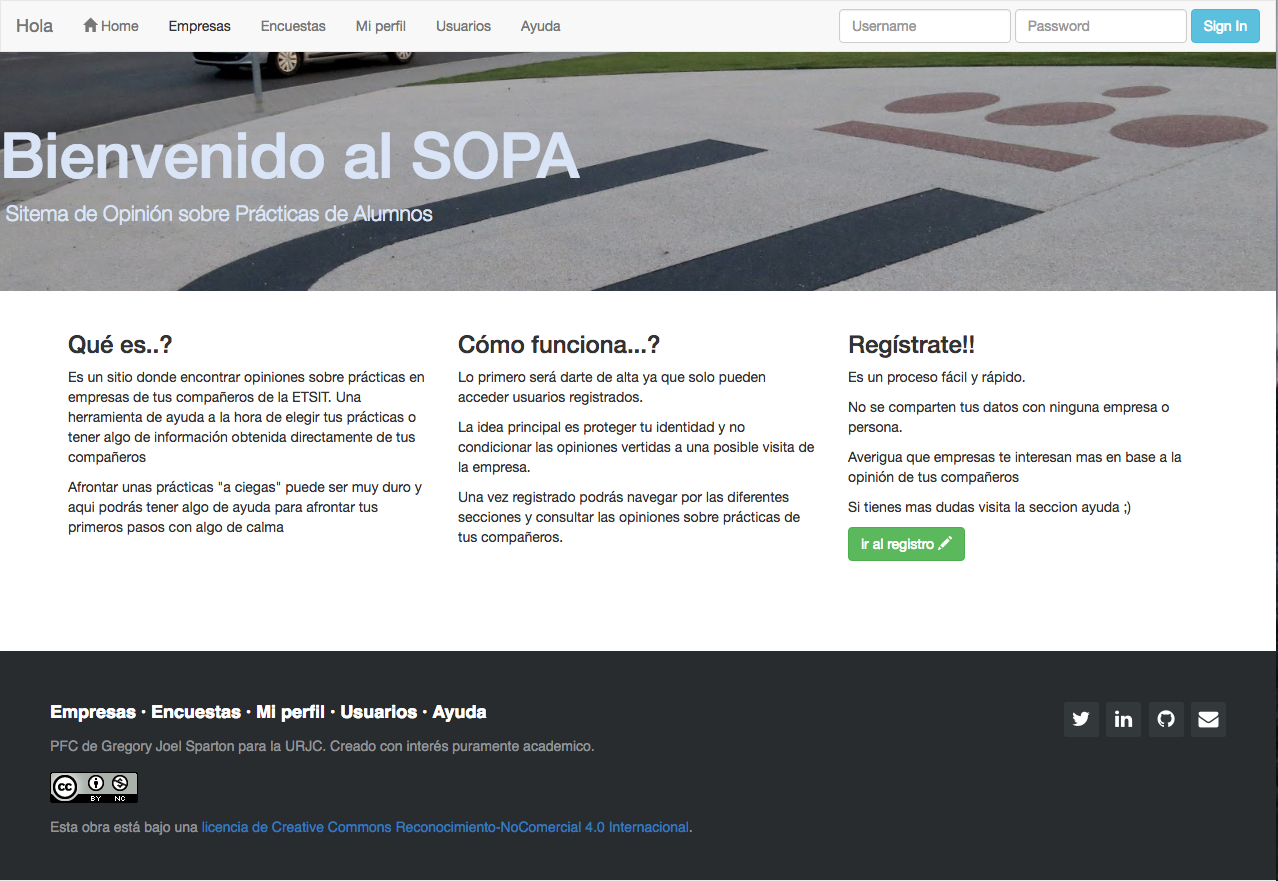 Hola Home Empresas Encuestas Mi perfil Usuarios Ayuda Username Password Sign In
Bienvenido al SOPA
Sitema de Opinión sobre Prácticas de Alumnos
Qué es..?
Es un sitio donde encontrar opiniones sobre prácticas en
empresas de tus compañeros de la ETSIT. Una
herramienta de ayuda a la hora de elegir tus prácticas o
tener algo de información obtenida directamente de tus
compañeros
Afrontar unas prácticas "a ciegas" puede ser muy duro y
aqui podrás tener algo de ayuda para afrontar tus
primeros pasos con algo de calma
Cómo funciona...?
Lo primero será darte de alta ya que solo pueden
acceder usuarios registrados.
La idea principal es proteger tu identidad y no
condicionar las opiniones vertidas a una posible visita de
la empresa.
Una vez registrado podrás navegar por las diferentes
secciones y consultar las opiniones sobre prácticas de
tus compañeros.
Regístrate!!
Es un proceso fácil y rápido.
No se comparten tus datos con ninguna empresa o
persona.
Averigua que empresas te interesan mas en base a la
opinión de tus compañeros
Si tienes mas dudas visita la seccion ayuda ;)
ir al registro
Empresas · Encuestas · Mi perfil · Usuarios · Ayuda
PFC de Gregory Joel Sparton para la URJC. Creado con interés puramente academico.
cc BY NC
Esta obra está bajo una licencia de Creative Commons Reconocimiento-NoComercial 4.0 Internacional.